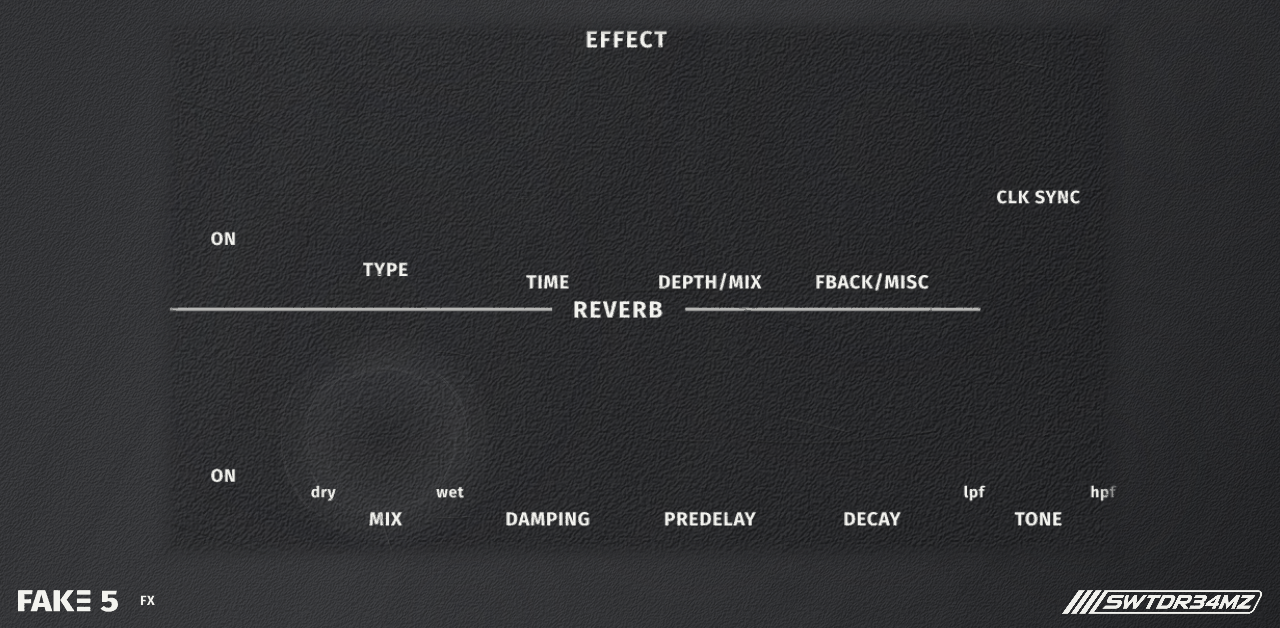 EFFECT
CLK SYNC
ON
TYPE
TIME DEPTH/MIX FBACK/MISC
REVERB
ON
dry wet lpf hpf
MIX DAMPING PREDELAY DECAY TONE
FAKE 5 FX SWTDR34MZ